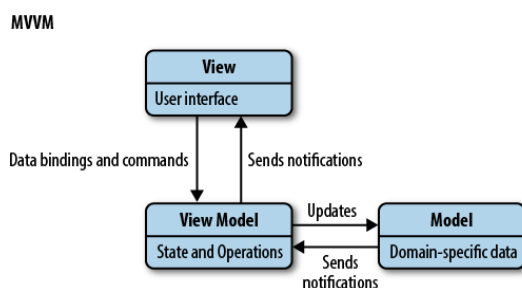 MVVM
View
User interface
Data bindings and commands
Sends notifications
View Model
State and Operations
Updates
Sends
notifications
Model
Domain-specific data